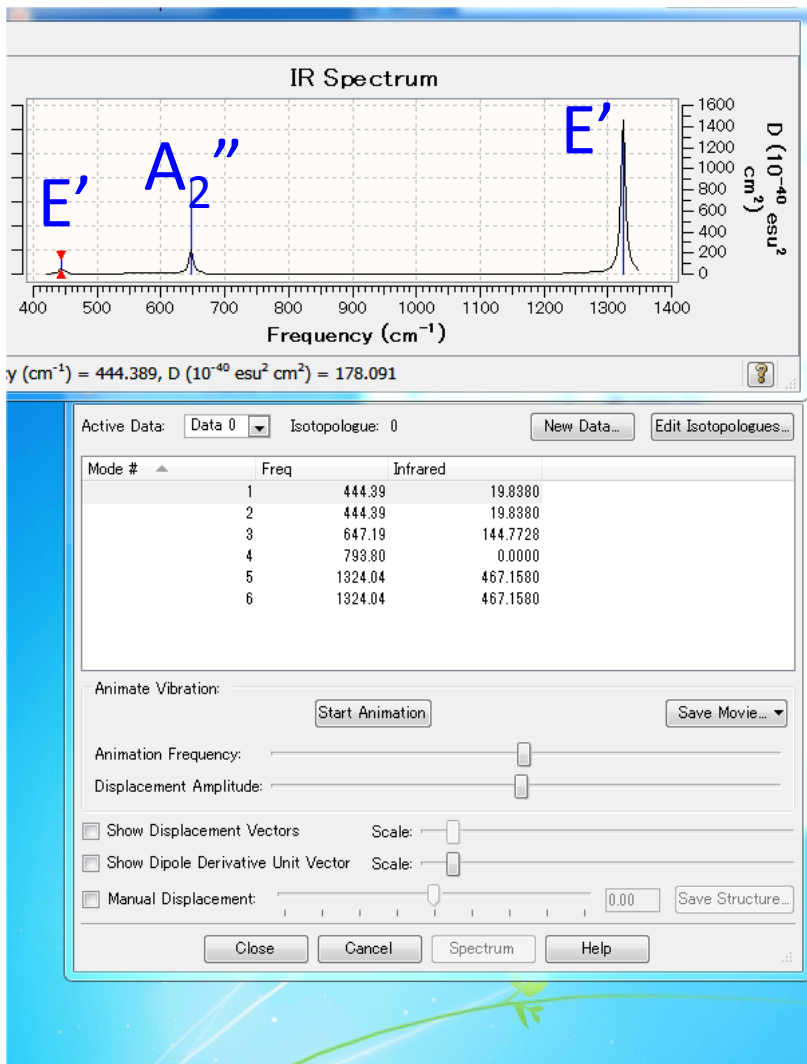 IR Spectrum
E’
A₂”
E’
1600
1400
1200
1000
800
600
400
200
0
D (10⁻⁴⁰ esu² cm²)
400 500 600 700 800 900 1000 1100 1200 1300 1400
Frequency (cm⁻¹)
y (cm⁻¹) = 444.389, D (10⁻⁴⁰ esu² cm²) = 178.091
?
Active Data: Data 0 Isotopologue: 0 New Data... Edit Isotopologues...
Mode # Freq Infrared
1 444.39 19.8380
2 444.39 19.8380
3 647.19 144.7728
4 793.80 0.0000
5 1324.04 467.1580
6 1324.04 467.1580
Animate Vibration:
Start Animation Save Movie...
Animation Frequency:
Displacement Amplitude:
Show Displacement Vectors Scale:
Show Dipole Derivative Unit Vector Scale:
Manual Displacement: 0.00 Save Structure...
Close Cancel Spectrum Help